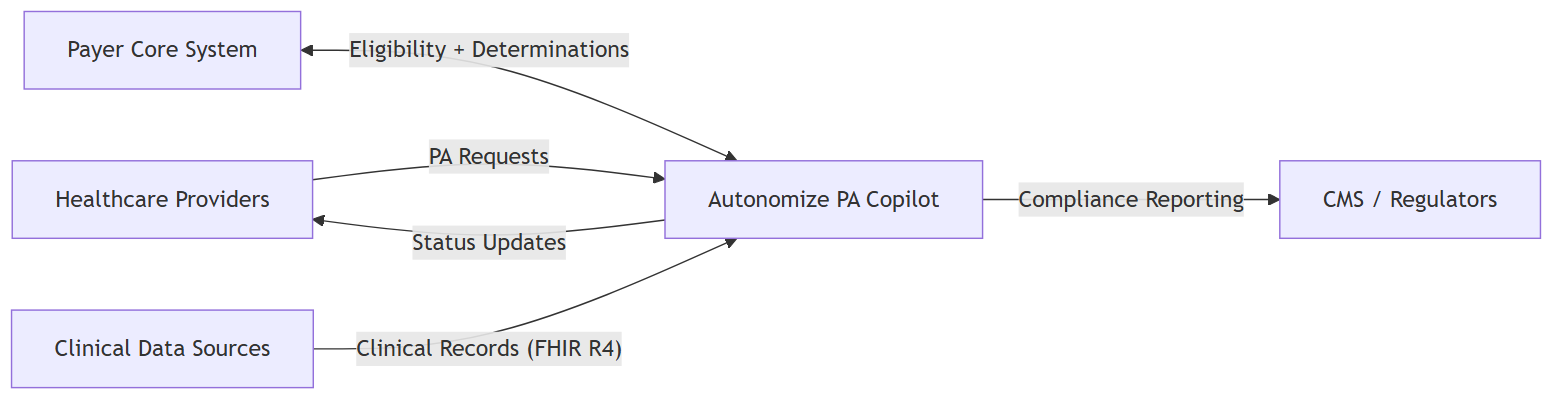 Payer Core System
Eligibility + Determinations
PA Requests
Healthcare Providers
Autonomize PA Copilot
Compliance Reporting
CMS / Regulators
Status Updates
Clinical Data Sources
Clinical Records (FHIR R4)